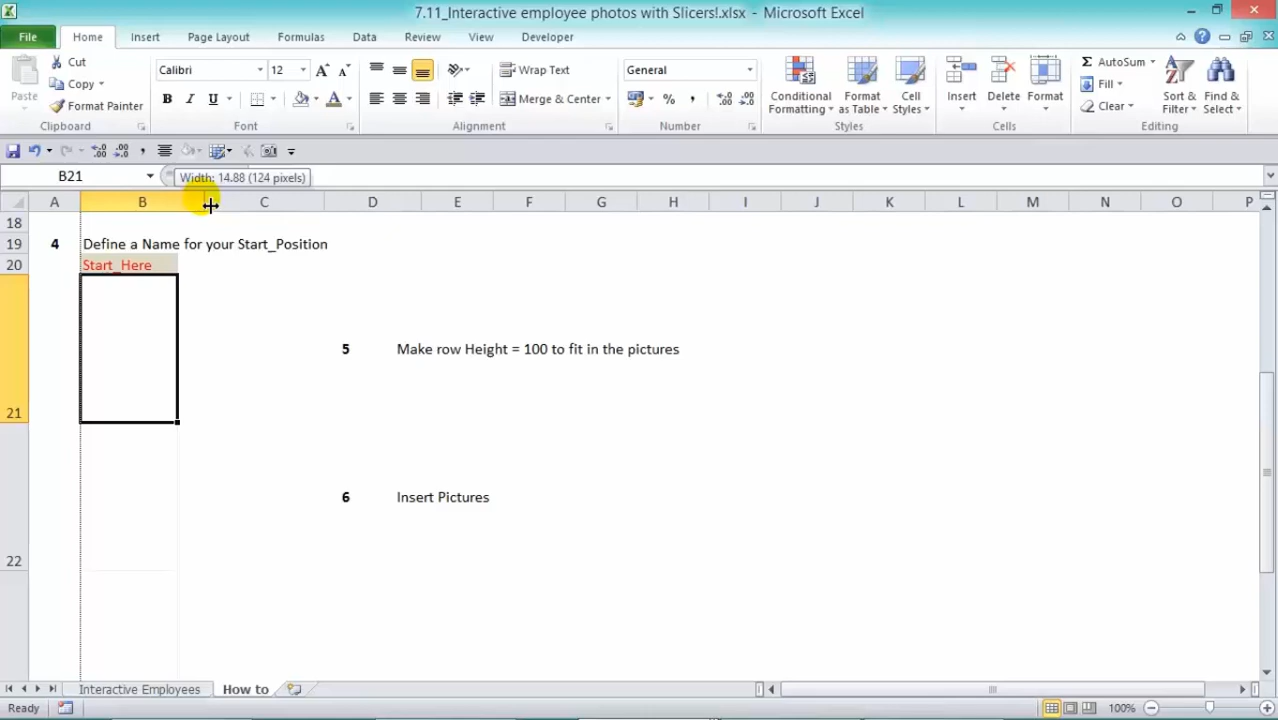 7.11_Interactive employee photos with Slicers!.xlsx - Microsoft Excel
File Home Insert Page Layout Formulas Data Review View Developer
Paste
Cut
Copy
Format Painter
Clipboard
Calibri 12
B I U
Font
Wrap Text
Merge & Center
Alignment
General
Number
Conditional Formatting
Format as Table
Cell Styles
Styles
Insert
Delete
Format
Cells
AutoSum
Fill
Clear
Sort & Filter
Find & Select
Editing
B21
Width: 14.88 (124 pixels)
A B C D E F G H I J K L M N O P
18
19 4 Define a Name for your Start_Position
20 Start_Here
5 Make row Height = 100 to fit in the pictures
21
6 Insert Pictures
22
Interactive Employees How to
Ready 100%